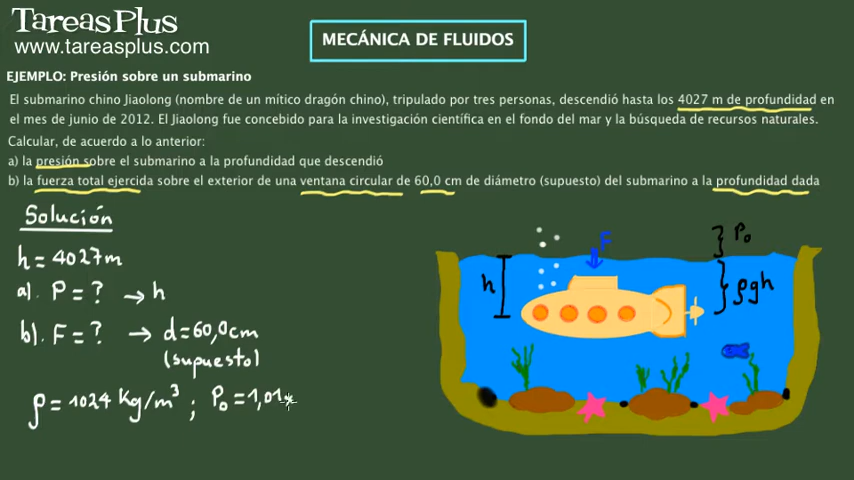 TareasPlus
www.tareasplus.com
MECÁNICA DE FLUIDOS
EJEMPLO: Presión sobre un submarino
El submarino chino Jiaolong (nombre de un mítico dragón chino), tripulado por tres personas, descendió hasta los 4027 m de profundidad en
el mes de junio de 2012. El Jiaolong fue concebido para la investigación científica en el fondo del mar y la búsqueda de recursos naturales.
Calcular, de acuerdo a lo anterior:
a) la presión sobre el submarino a la profundidad que descendió
b) la fuerza total ejercida sobre el exterior de una ventana circular de 60,0 cm de diámetro (supuesto) del submarino a la profundidad dada
Solución
h = 4027m
a). P = ? → h
b). F = ? → d = 60,0cm
(supuesto)
ρ = 1024 Kg/m³ ; P₀ = 1,01x
F
P₀
h
ρgh